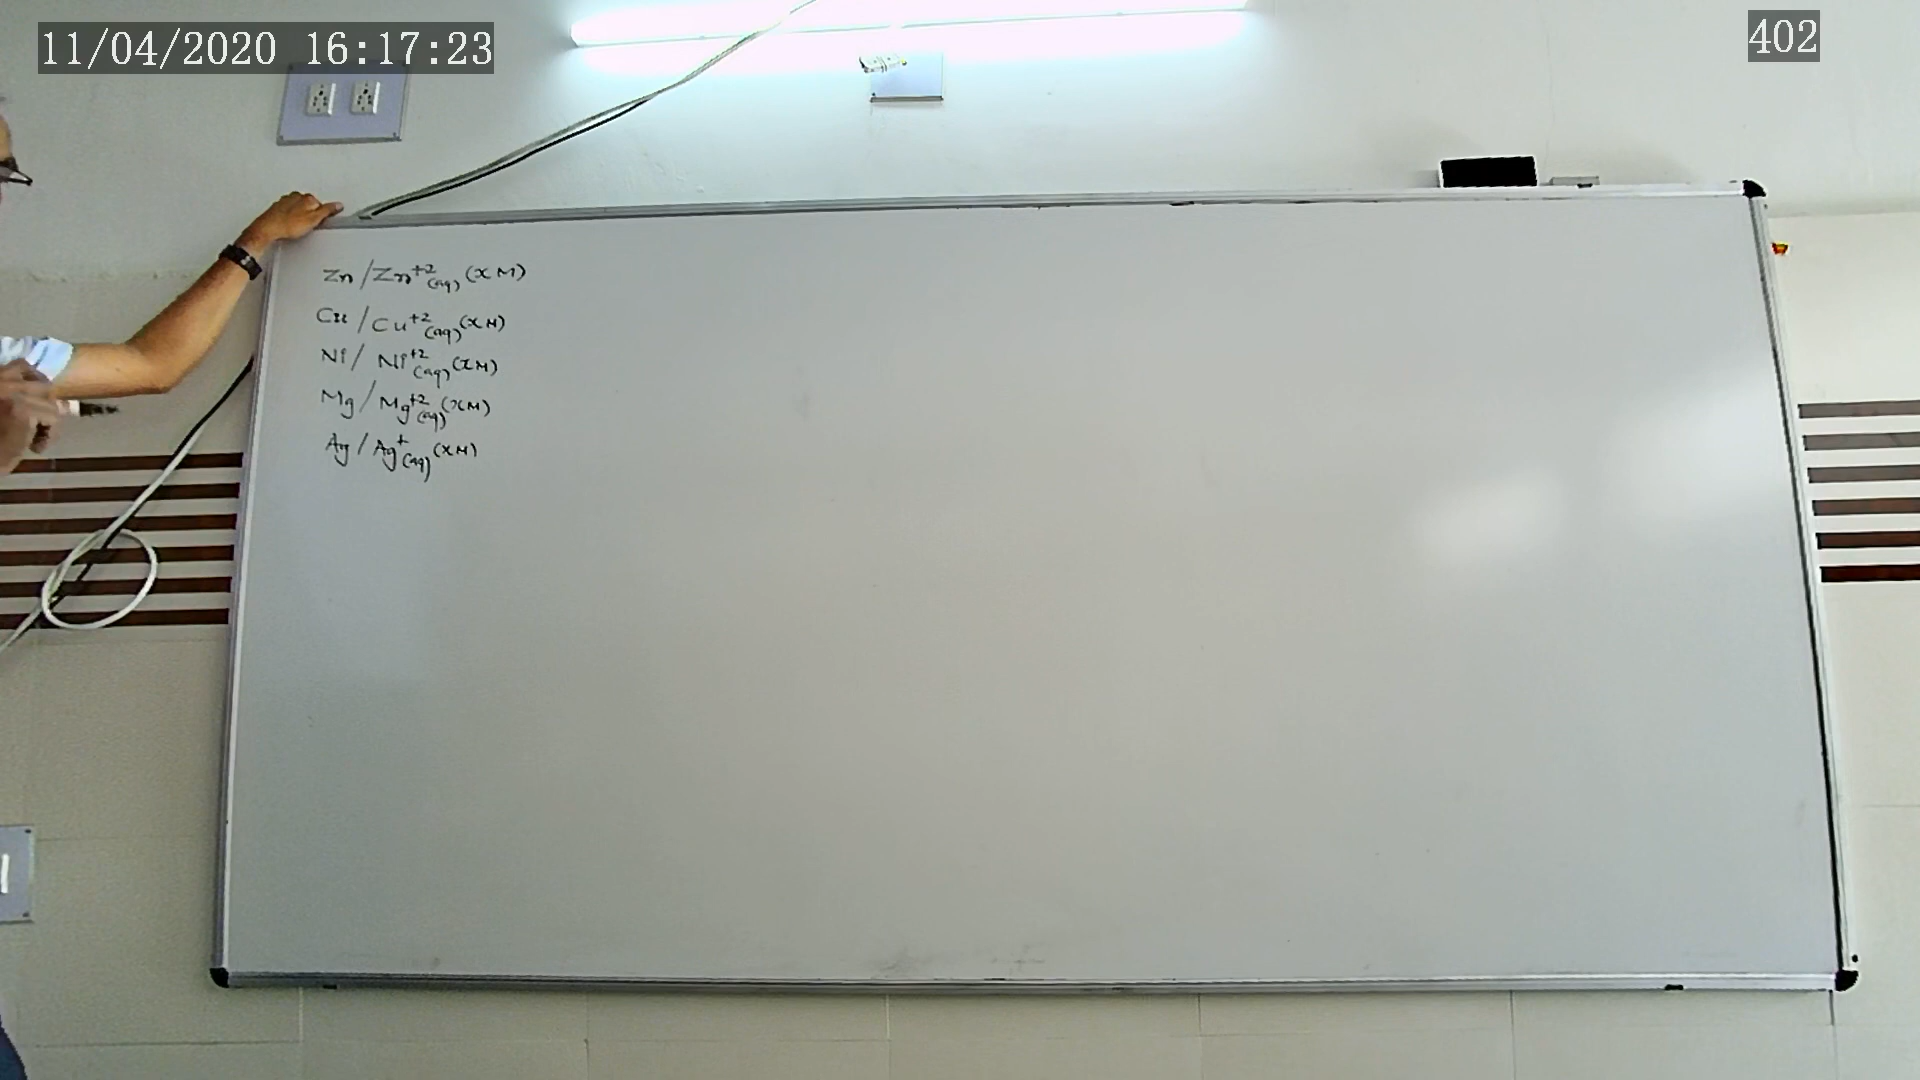 11/04/2020 16:17:23
402
Zn / Zn+2(aq) (x M)
Cu / Cu+2(aq) (x M)
Ni / Ni+2(aq) (x M)
Mg / Mg+2(aq) (x M)
Ag / Ag+(aq) (x M)